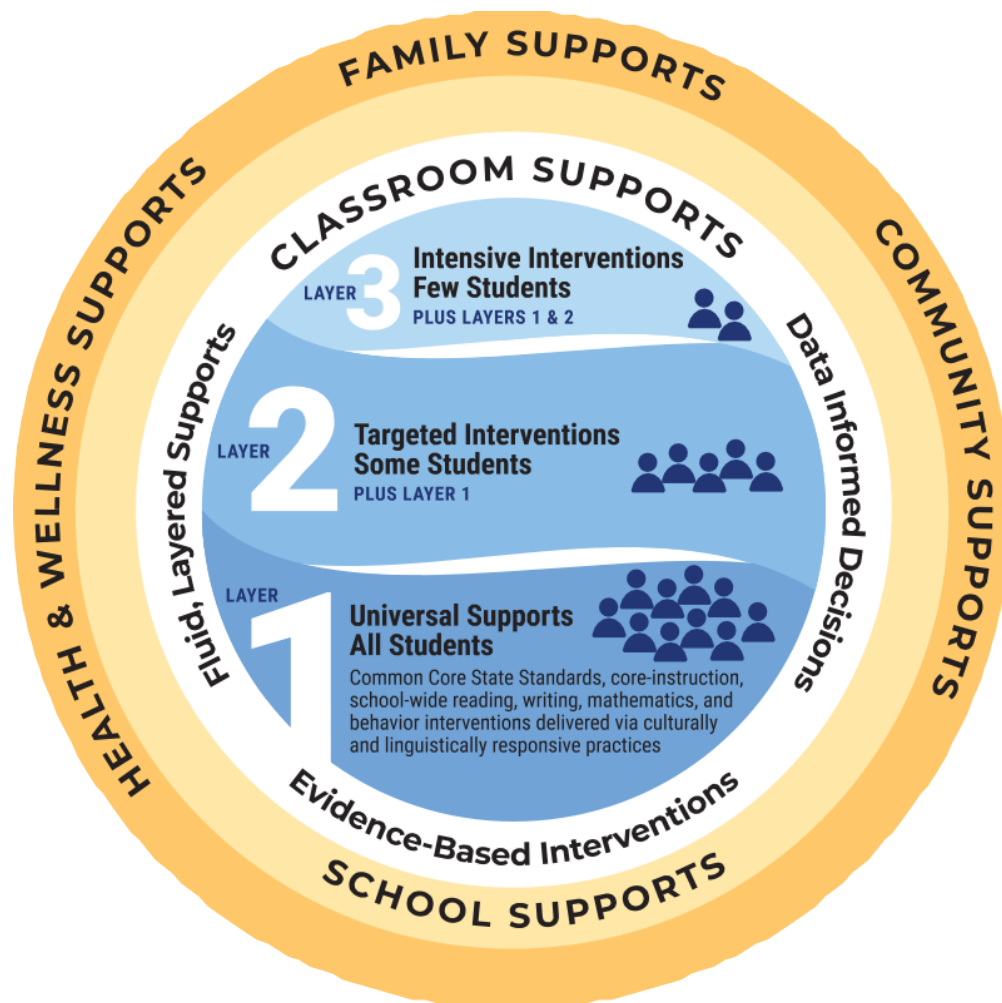 FAMILY SUPPORTS
HEALTH & WELLNESS SUPPORTS
COMMUNITY SUPPORTS
CLASSROOM SUPPORTS
Fluid, Layered Supports
Data Informed Decisions
LAYER 3
Intensive Interventions
Few Students
PLUS LAYERS 1 & 2
LAYER 2
Targeted Interventions
Some Students
PLUS LAYER 1
LAYER 1
Universal Supports
All Students
Common Core State Standards, core-instruction,
school-wide reading, writing, mathematics, and
behavior interventions delivered via culturally
and linguistically responsive practices
Evidence-Based Interventions
SCHOOL SUPPORTS